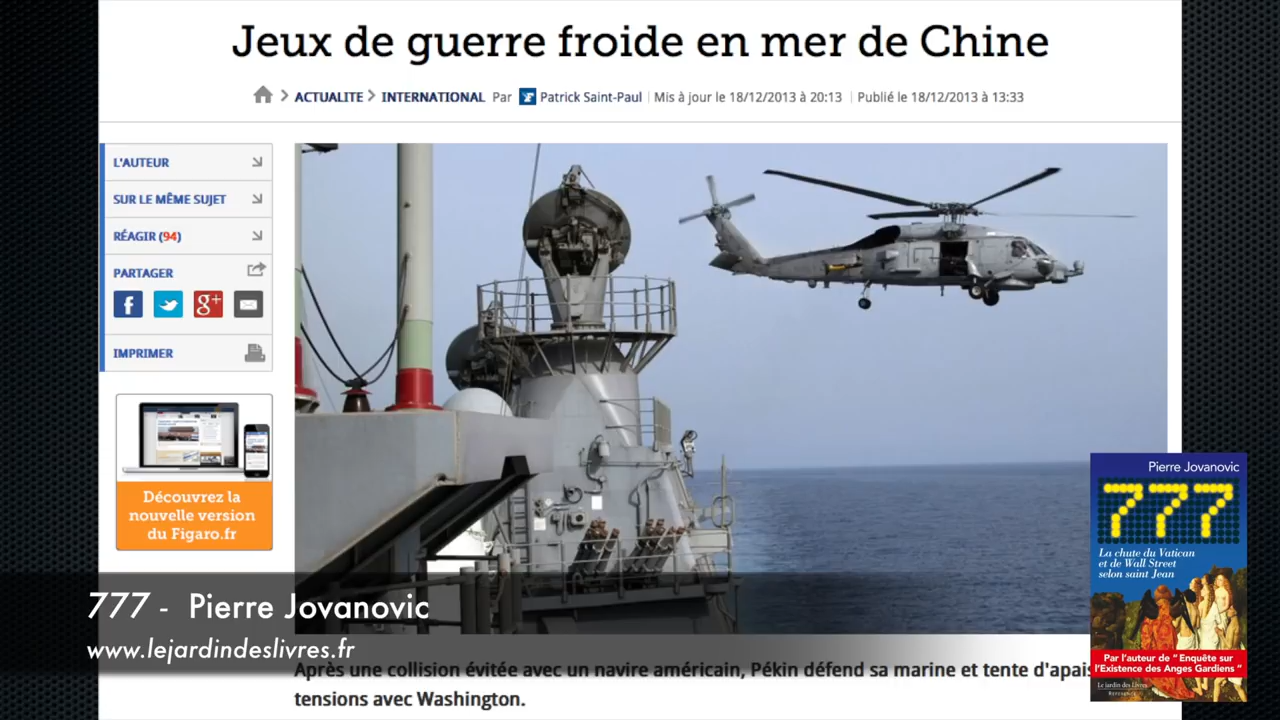 Jeux de guerre froide en mer de Chine
ACTUALITE > INTERNATIONAL Par Patrick Saint-Paul | Mis à jour le 18/12/2013 à 20:13 | Publié le 18/12/2013 à 13:33
L'AUTEUR
SUR LE MÊME SUJET
RÉAGIR (94)
PARTAGER
IMPRIMER
Découvrez la
nouvelle version
du Figaro.fr
Après une collision évitée avec un navire américain, Pékin défend sa marine et tente d'apais
tensions avec Washington.
777 - Pierre Jovanovic
www.lejardindeslivres.fr
Pierre Jovanovic
777
La chute du Vatican
et de Wall Street
selon saint Jean
Par l'auteur de " Enquête sur
l'Existence des Anges Gardiens "
Le jardin des Livres
REFERENCE